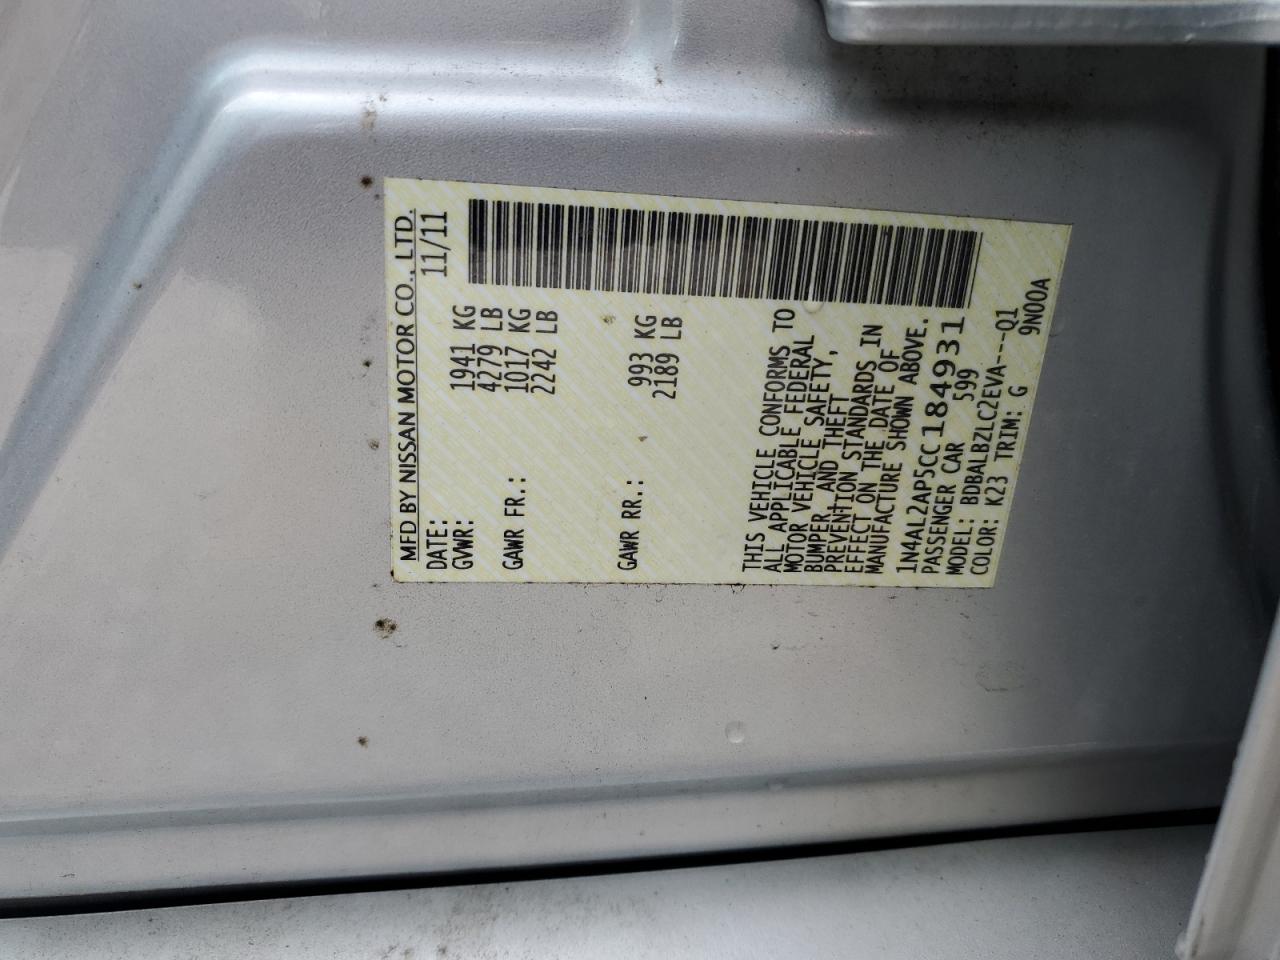 MFD BY NISSAN MOTOR CO., LTD.
DATE: 11/11
GVWR: 1941 KG
4279 LB
GAWR FR.: 1017 KG
2242 LB
GAWR RR.: 993 KG
2189 LB
THIS VEHICLE CONFORMS TO
ALL APPLICABLE FEDERAL
MOTOR VEHICLE SAFETY,
BUMPER, AND THEFT
PREVENTION STANDARDS IN
EFFECT ON THE DATE OF
MANUFACTURE SHOWN ABOVE.
1N4AL2AP5CC184931
PASSENGER CAR 599
MODEL: BDBALBZLC2EVA----Q1
COLOR: K23 TRIM: G 9N00A